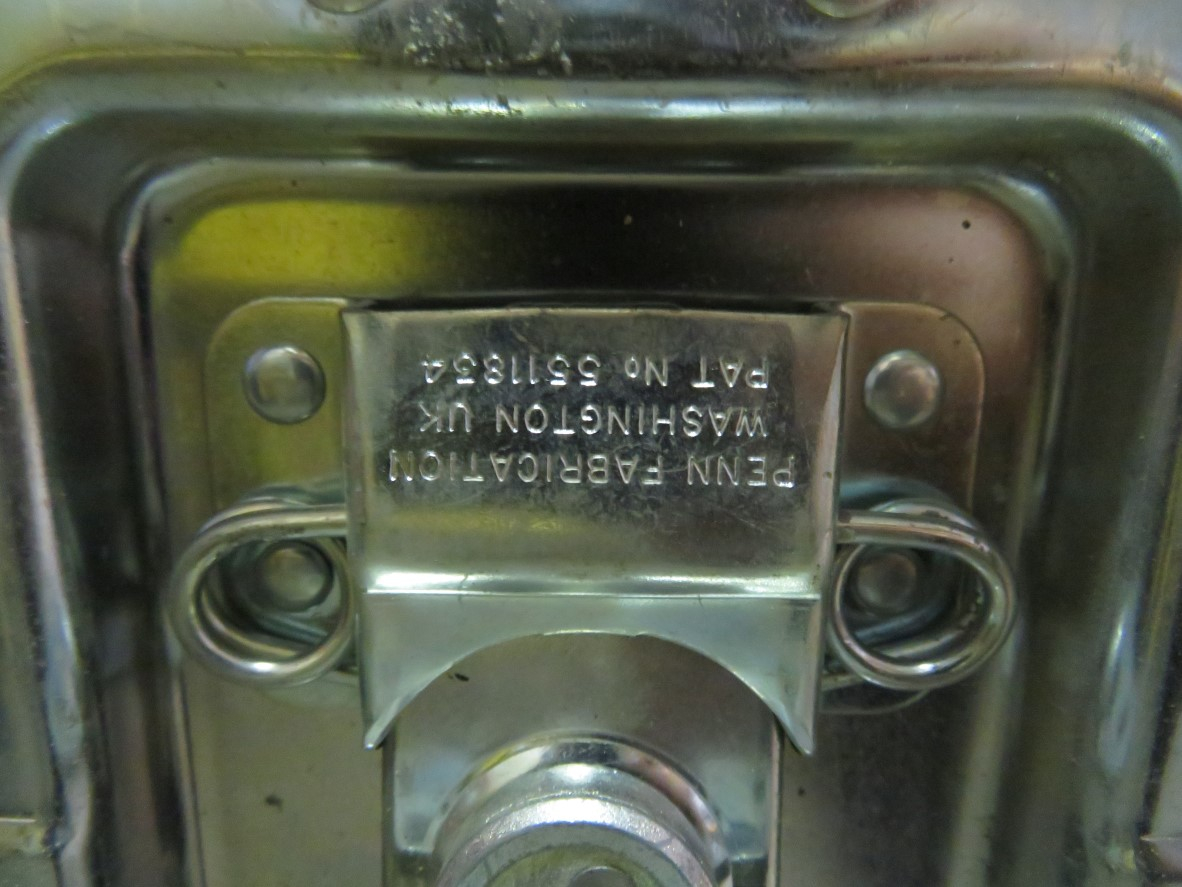 PENN FABRICATION
WASHINGTON UK
PAT No 5511834